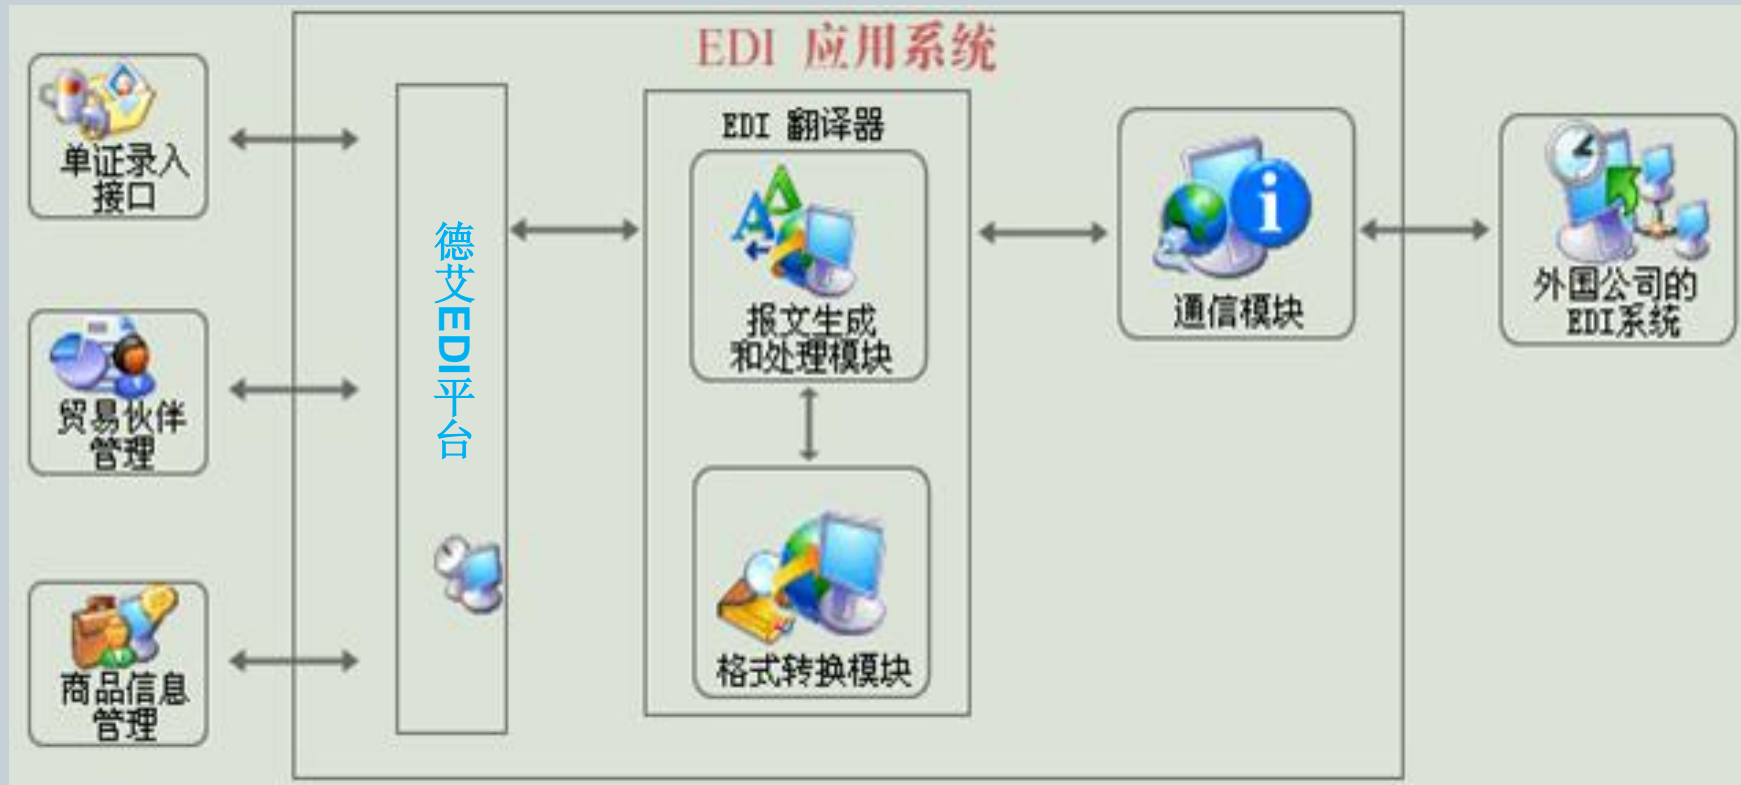 EDI 应用系统
单证录入
接口
贸易伙伴
管理
商品信息
管理
德艾EDI平台
EDI 翻译器
报文生成
和处理模块
格式转换模块
通信模块
外国公司的
EDI系统